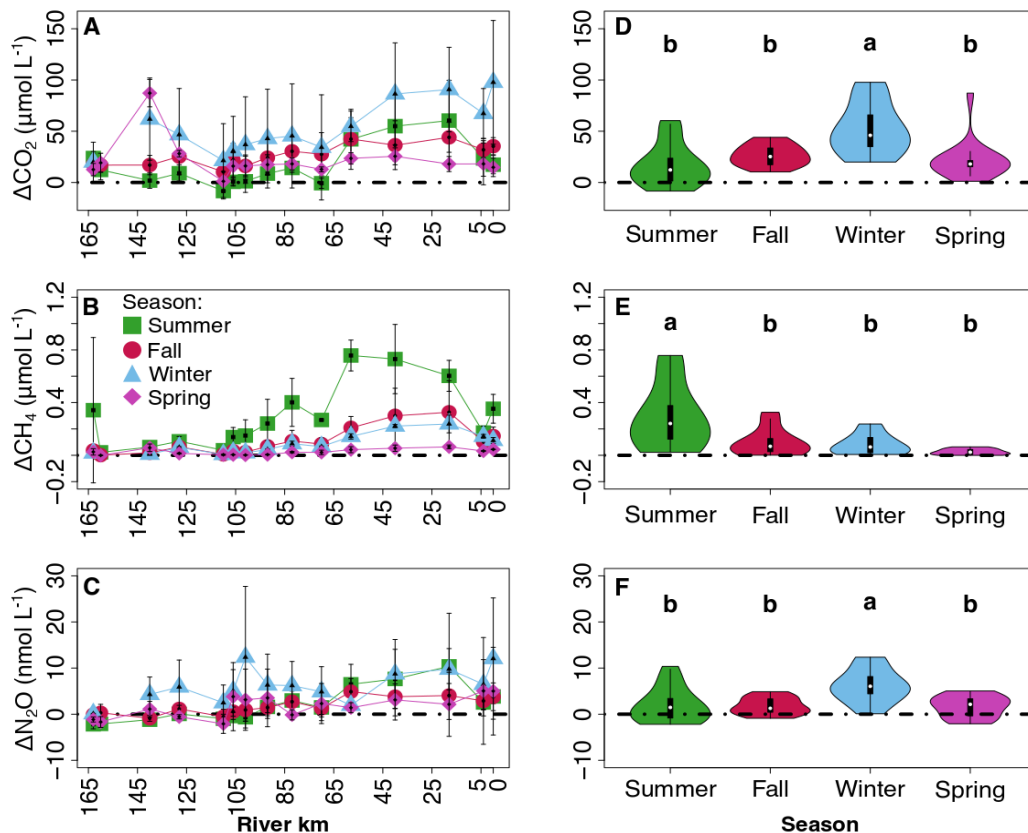 A
ΔCO2 (μmol L-1)
0 50 100 150
165 145 125 105 85 65 45 25 5 0
D
b b a b
0 50 100 150
Summer Fall Winter Spring
B
Season:
Summer
Fall
Winter
Spring
ΔCH4 (μmol L-1)
−0.2 0.4 0.8 1.2
165 145 125 105 85 65 45 25 5 0
E
a b b b
−0.2 0.4 0.8 1.2
Summer Fall Winter Spring
C
ΔN2O (nmol L-1)
−10 0 10 20 30
165 145 125 105 85 65 45 25 5 0
River km
F
b b a b
−10 0 10 20 30
Summer Fall Winter Spring
Season